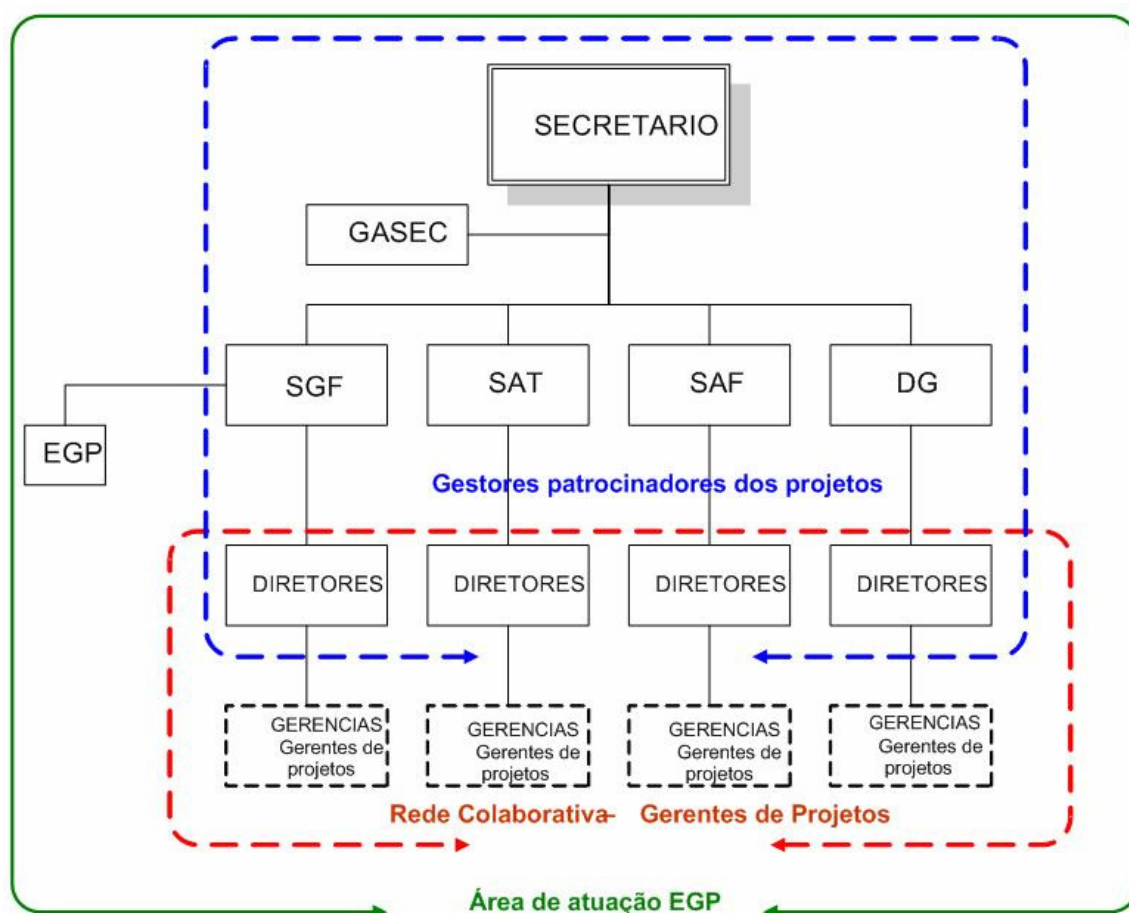 SECRETARIO
GASEC
SGF
SAT
SAF
DG
EGP
Gestores patrocinadores dos projetos
DIRETORES
DIRETORES
DIRETORES
DIRETORES
GERENCIAS
Gerentes de
projetos
GERENCIAS
Gerentes de
projetos
GERENCIAS
Gerentes de
projetos
GERENCIAS
Gerentes de
projetos
Rede Colaborativa– Gerentes de Projetos
Área de atuação EGP